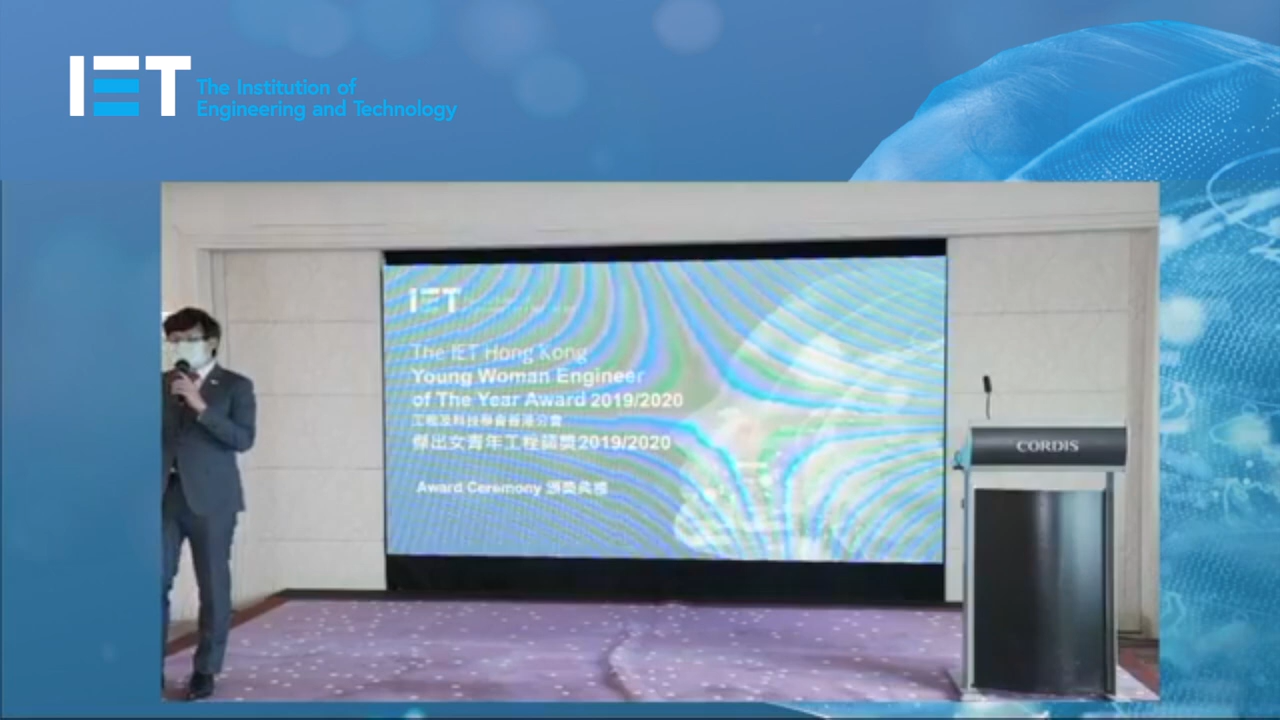 IET
The Institution of
Engineering and Technology
IET
The IET Hong Kong
Young Woman Engineer
of The Year Award 2019/2020
工程及科技學會香港分會
傑出女青年工程師獎2019/2020
Award Ceremony 頒獎典禮
CORDIS